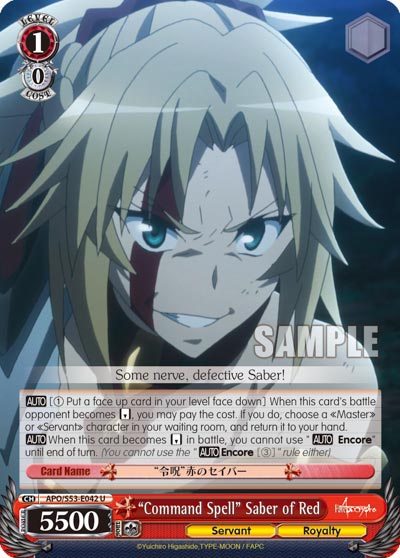 LEVEL
1
0
COST
SAMPLE
Some nerve, defective Saber!
AUTO [① Put a face up card in your level face down] When this card's battle
opponent becomes [▼], you may pay the cost. If you do, choose a «Master»
or «Servant» character in your waiting room, and return it to your hand.
AUTO When this card becomes [▼] in battle, you cannot use "AUTO Encore"
until end of turn. (You cannot use the "AUTO Encore [③]" rule either)
Card Name
"令呪"赤のセイバー
CH APO/S53-E042 U
5500
POWER
"Command Spell" Saber of Red
Fate/Apocrypha
Servant
Royalty
©Yuichiro Higashide,TYPE-MOON / FAPC